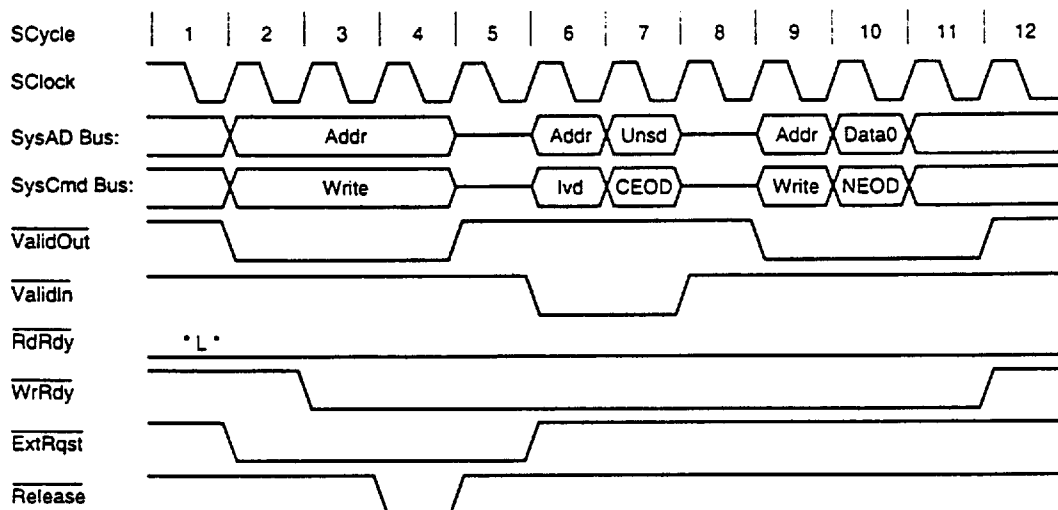 SCycle 1 2 3 4 5 6 7 8 9 10 11 12
SClock
SysAD Bus: Addr Addr Unsd Addr Data0
SysCmd Bus: Write Ivd CEOD Write NEOD
ValidOut
ValidIn
RdRdy " L "
WrRdy
ExtRqst
Release